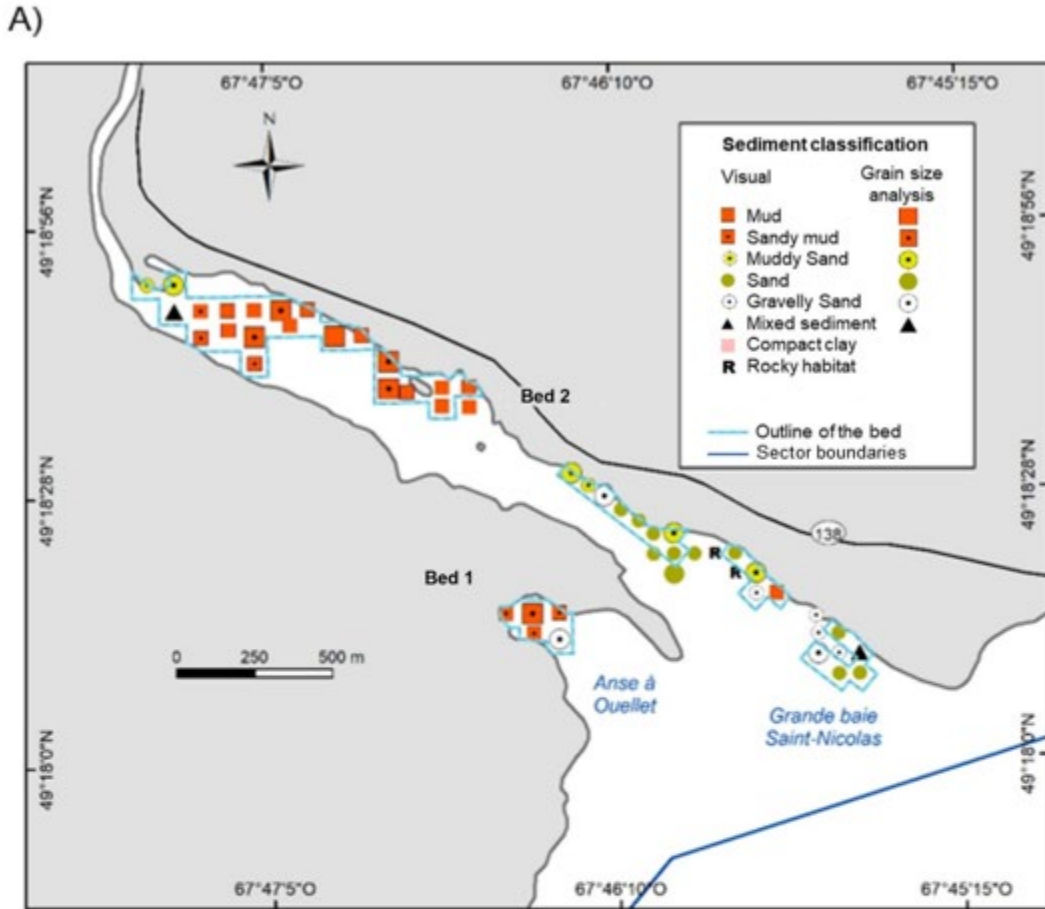 A)
67°47'5"O
67°46'10"O
67°45'15"O
N
49°18'56"N
49°18'56"N
Sediment classification
Visual
Grain size
analysis
Mud
Sandy mud
Muddy Sand
Sand
Gravelly Sand
Mixed sediment
Compact clay
R Rocky habitat
Outline of the bed
Sector boundaries
Bed 2
49°18'28"N
49°18'28"N
138
R
R
Bed 1
0 250 500 m
Anse à
Ouellet
Grande baie
Saint-Nicolas
49°18'0"N
49°18'0"N
67°47'5"O
67°46'10"O
67°45'15"O